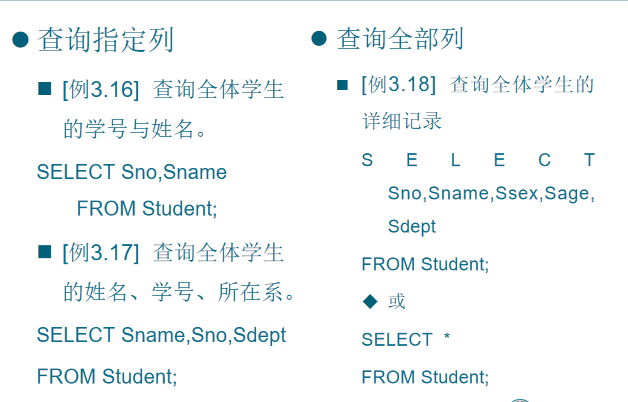 ● 查询指定列
■ [例3.16] 查询全体学生
的学号与姓名。
SELECT Sno,Sname
FROM Student;
■ [例3.17] 查询全体学生
的姓名、学号、所在系。
SELECT Sname,Sno,Sdept
FROM Student;
● 查询全部列
■ [例3.18] 查询全体学生的
详细记录
S E L E C T
Sno,Sname,Ssex,Sage,
Sdept
FROM Student;
◆ 或
SELECT *
FROM Student;